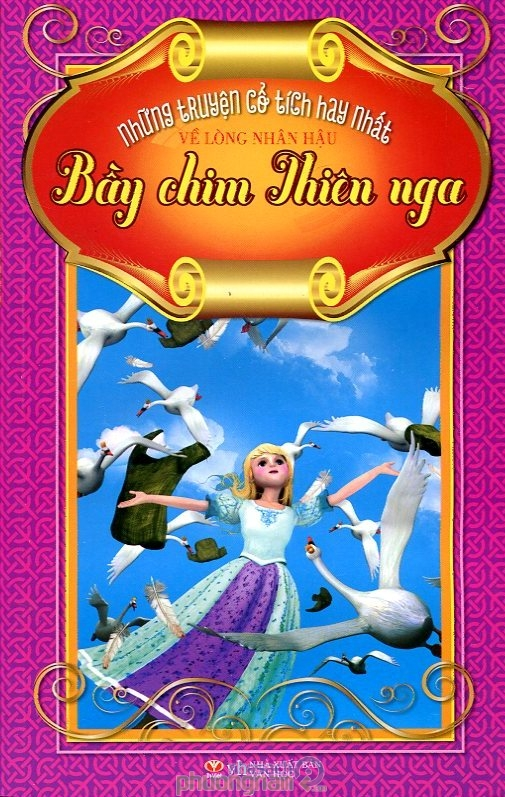 Những truyện cổ tích hay nhất
VỀ LÒNG NHÂN HẬU
Bầy chim Thiên nga
NHÀ XUẤT BẢN
VĂN HỌC
phuongnam